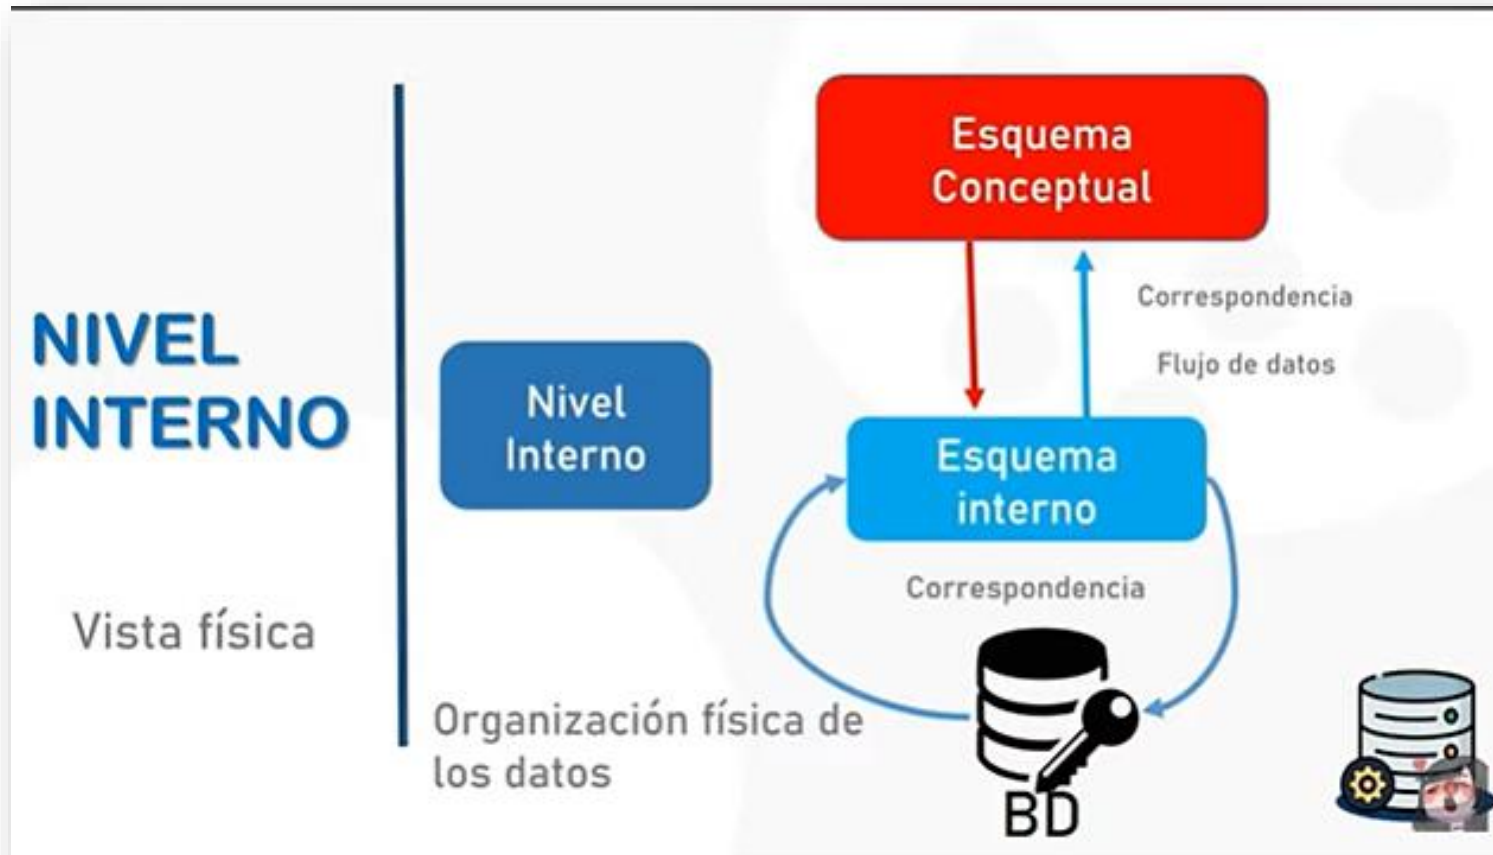 NIVEL
INTERNO
Vista física
Nivel
Interno
Organización física de
los datos
Esquema
Conceptual
Correspondencia
Flujo de datos
Esquema
interno
Correspondencia
BD